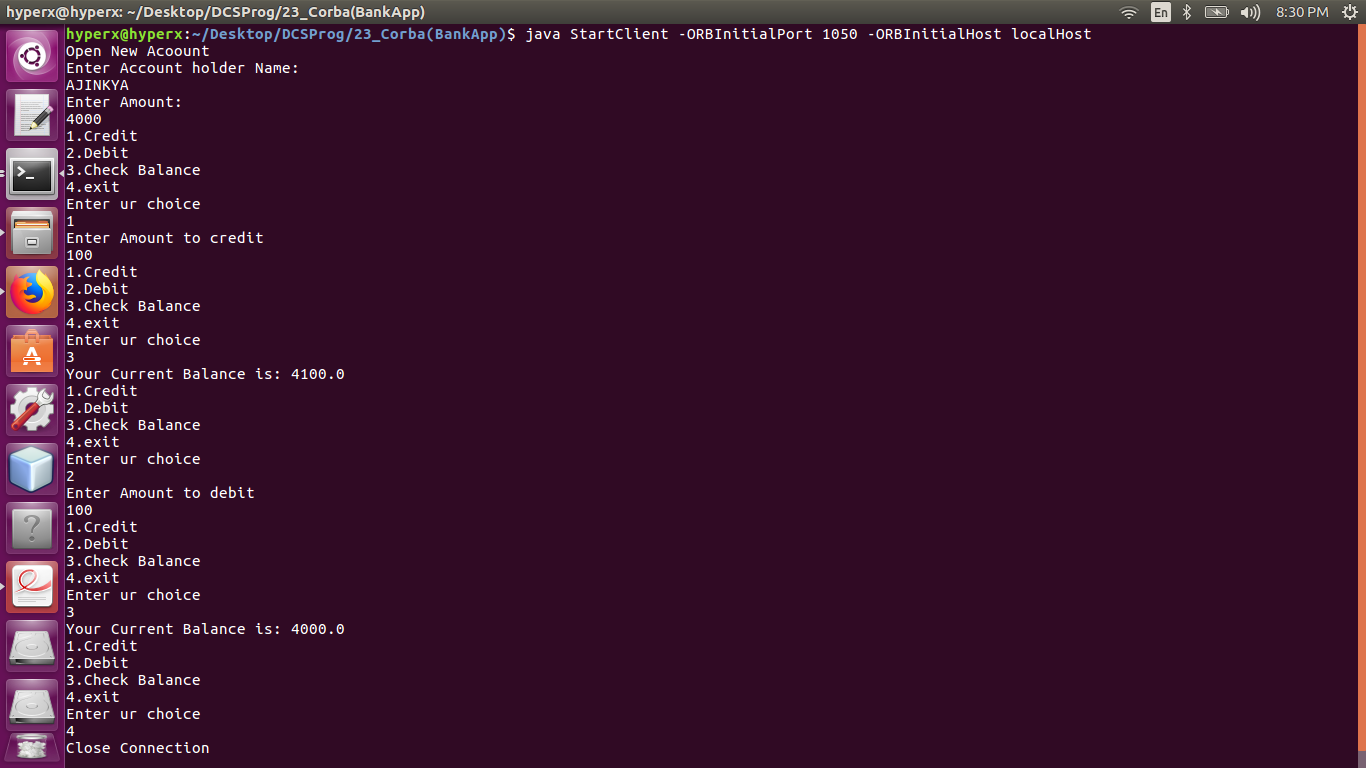 hyperx@hyperx: ~/Desktop/DCSProg/23_Corba(BankApp)
En
8:30 PM
hyperx@hyperx:~/Desktop/DCSProg/23_Corba(BankApp)$ java StartClient -ORBInitialPort 1050 -ORBInitialHost localHost
Open New Acoount
Enter Account holder Name:
AJINKYA
Enter Amount:
4000
1.Credit
2.Debit
3.Check Balance
4.exit
Enter ur choice
1
Enter Amount to credit
100
1.Credit
2.Debit
3.Check Balance
4.exit
Enter ur choice
3
Your Current Balance is: 4100.0
1.Credit
2.Debit
3.Check Balance
4.exit
Enter ur choice
2
Enter Amount to debit
100
1.Credit
2.Debit
3.Check Balance
4.exit
Enter ur choice
3
Your Current Balance is: 4000.0
1.Credit
2.Debit
3.Check Balance
4.exit
Enter ur choice
4
Close Connection